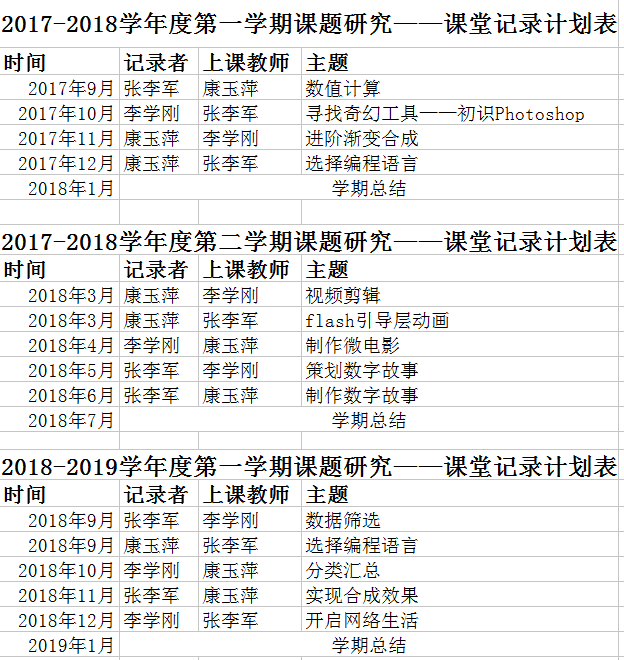 2017-2018学年度第一学期课题研究——课堂记录计划表
时间 记录者 上课教师 主题
2017年9月 张李军 康玉萍 数值计算
2017年10月 李学刚 康玉萍 寻找奇幻工具——初识Photoshop
2017年11月 康玉萍 李学刚 进阶渐变合成
2017年12月 康玉萍 张李军 选择编程语言
2018年1月 学期总结
2017-2018学年度第二学期课题研究——课堂记录计划表
时间 记录者 上课教师 主题
2018年3月 康玉萍 李学刚 视频剪辑
2018年3月 康玉萍 张李军 flash引导层动画
2018年4月 李学刚 康玉萍 制作微电影
2018年5月 张李军 李学刚 策划数字故事
2018年6月 张李军 康玉萍 制作数字故事
2018年7月 学期总结
2018-2019学年度第一学期课题研究——课堂记录计划表
时间 记录者 上课教师 主题
2018年9月 张李军 李学刚 数据筛选
2018年9月 康玉萍 张李军 选择编程语言
2018年10月 李学刚 康玉萍 分类汇总
2018年11月 张李军 康玉萍 实现合成效果
2018年12月 李学刚 张李军 开启网络生活
2019年1月 学期总结